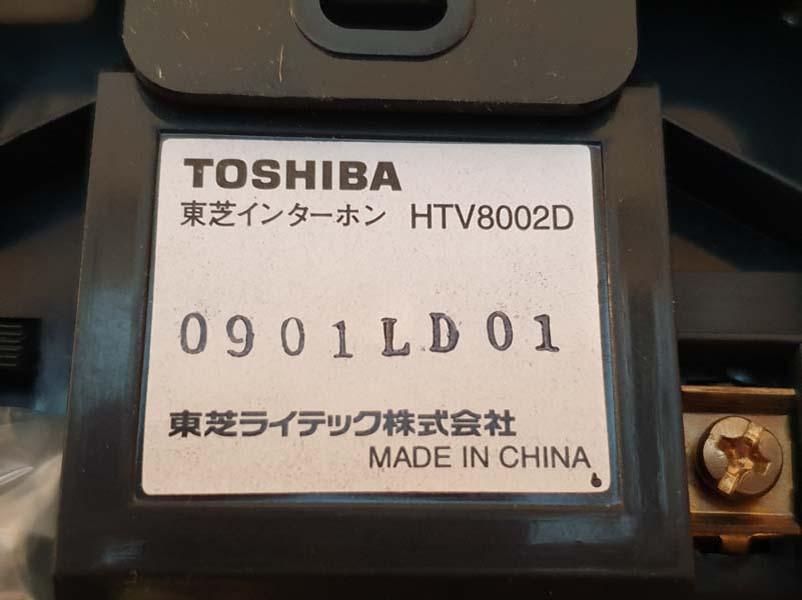 TOSHIBA
東芝インターホン HTV8002D
0901LD01
東芝ライテック株式会社
MADE IN CHINA